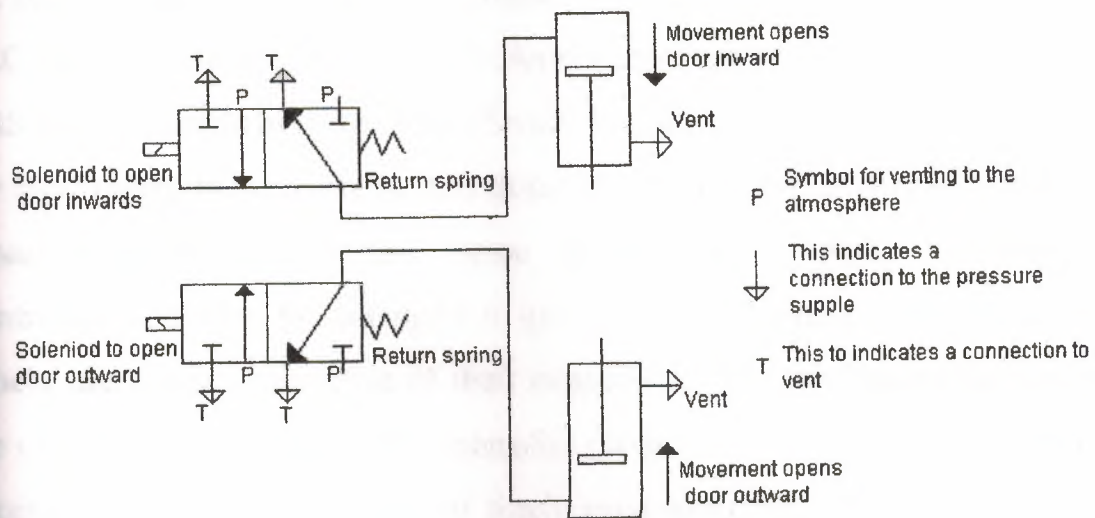 T
T
P
P
Solenoid to open
door inwards
Return spring
Movement opens
door inward
Vent
P
Symbol for venting to the
atmosphere
This indicates a
connection to the pressure
supple
T
This to indicates a connection to
vent
Soleniod to open
door outward
Return spring
P
P
T
T
Vent
Movement opens
door outward